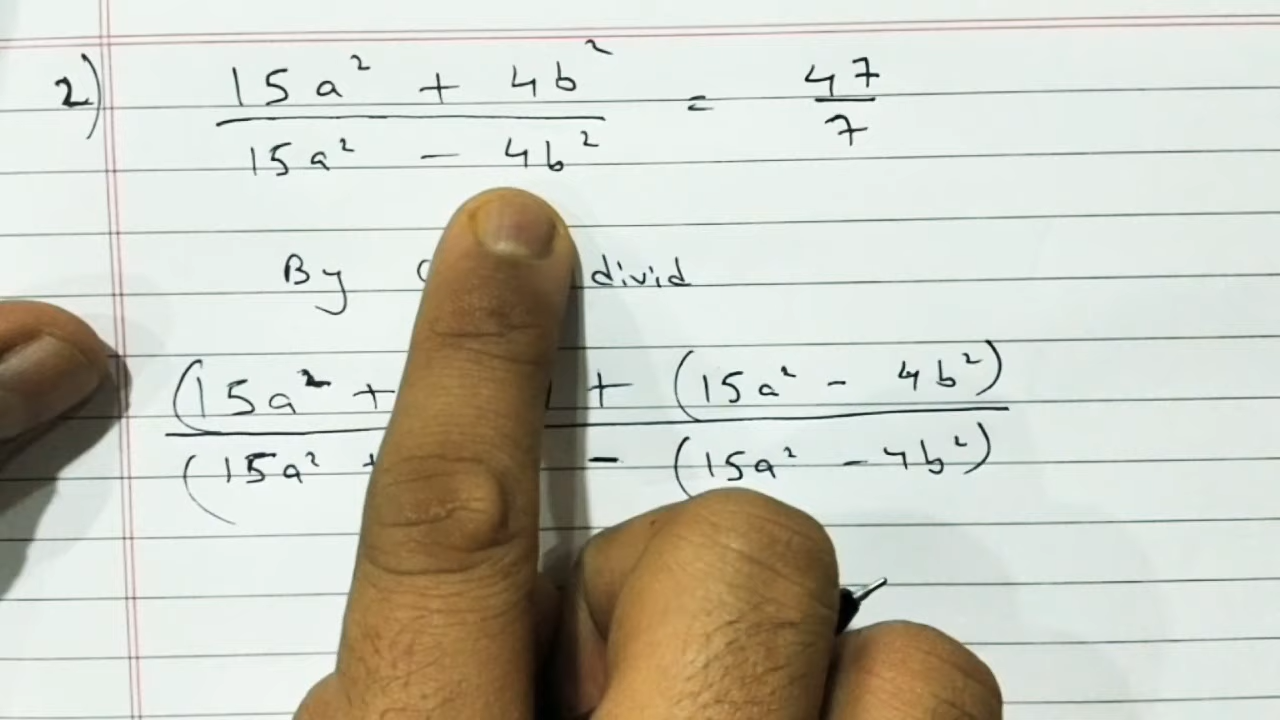 2) 15a² + 4b² = 47
15a² - 4b² 7
By divid
(15a² + + (15a² - 4b²)
(15a² - (15a² - 4b²)